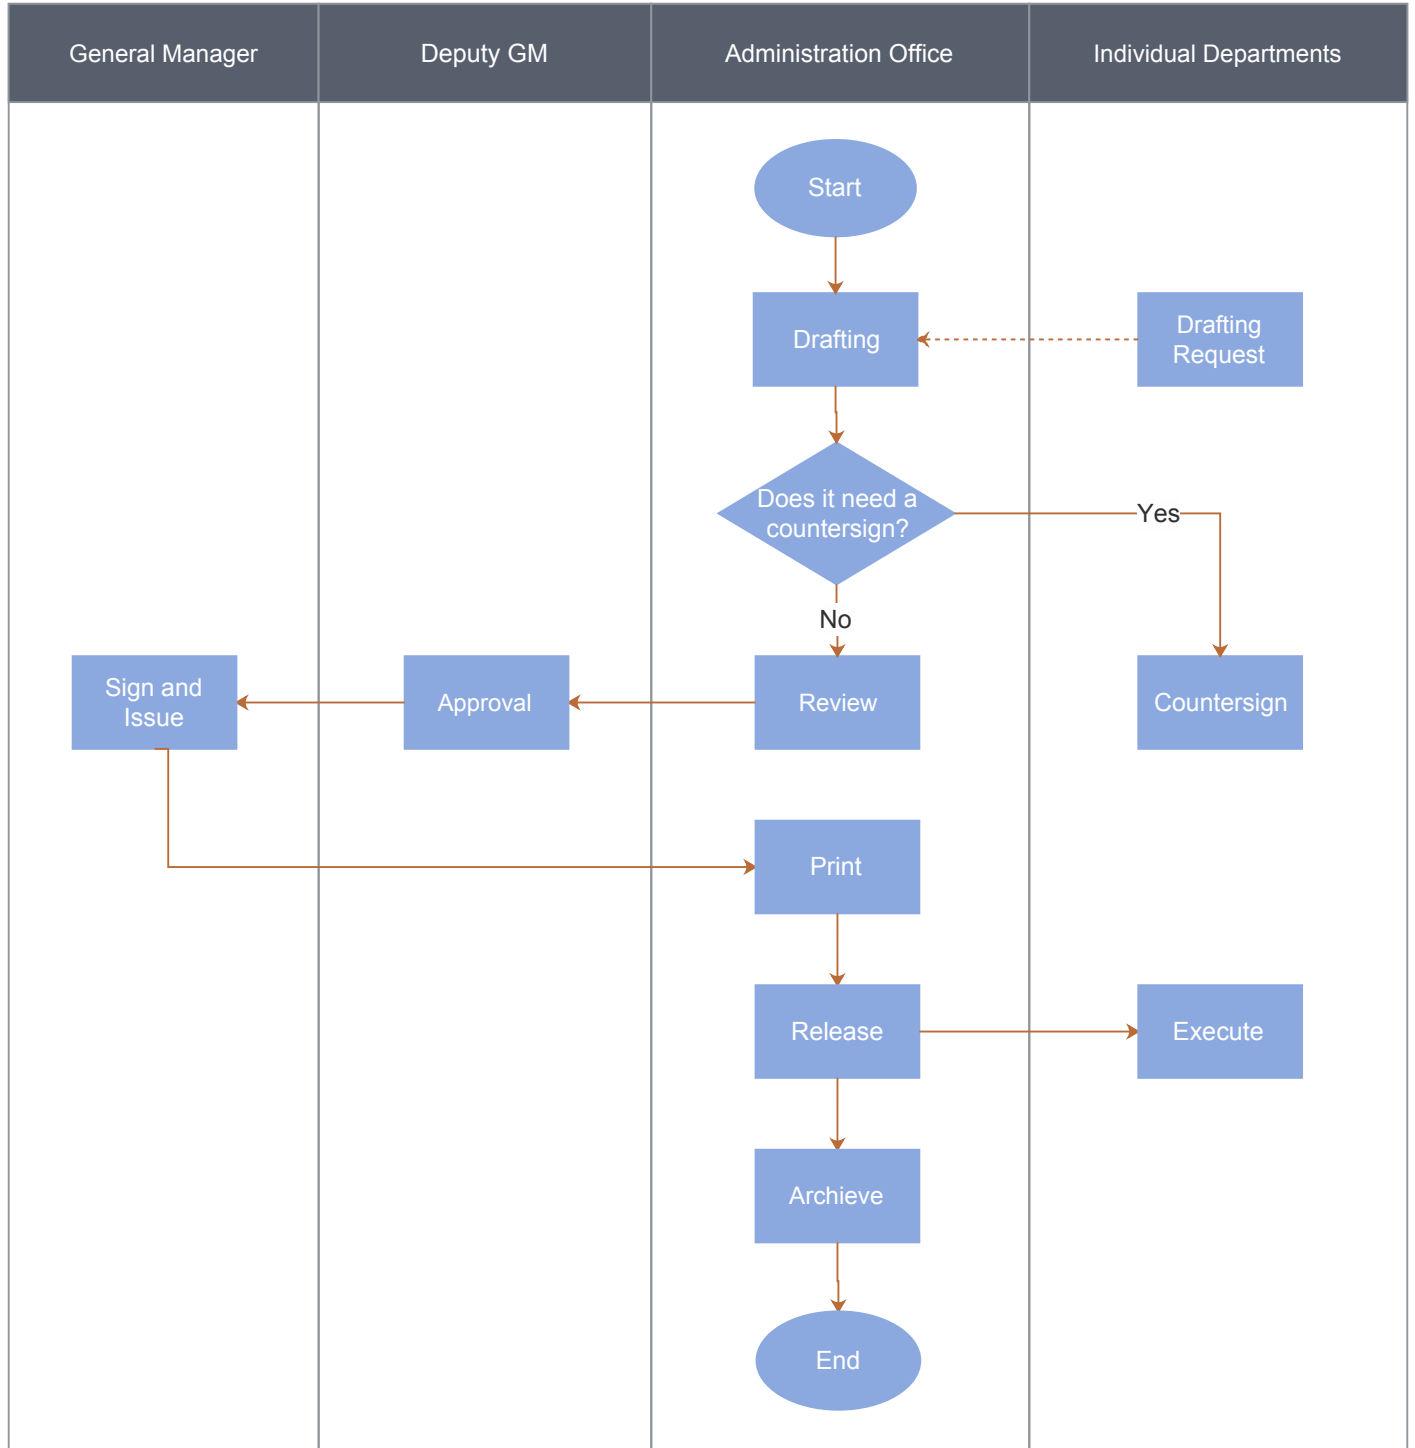 General Manager
Deputy GM
Administration Office
Individual Departments
Start
Drafting
Drafting
Request
Does it need a
countersign?
Yes
No
Sign and
Issue
Approval
Review
Countersign
Print
Release
Execute
Archieve
End